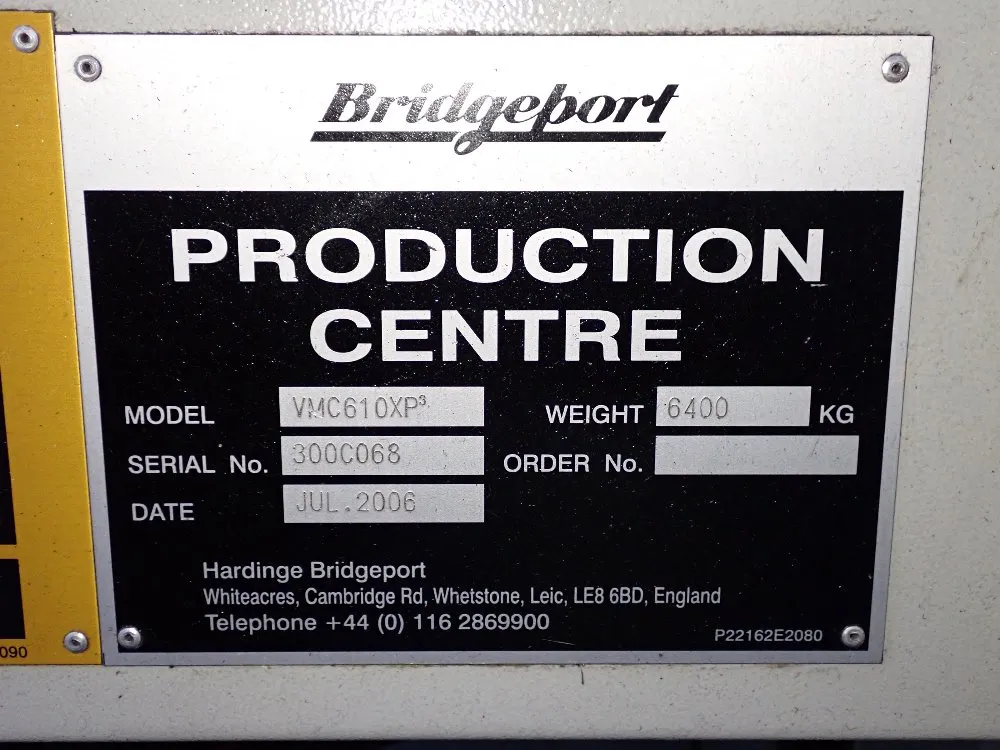 Bridgeport
PRODUCTION
CENTRE
MODEL VMC610XP³ WEIGHT 6400 KG
SERIAL No. 300C068 ORDER No.
DATE JUL.2006
Hardinge Bridgeport
Whiteacres, Cambridge Rd, Whetstone, Leic, LE8 6BD, England
Telephone +44 (0) 116 2869900
P22162E2080
090